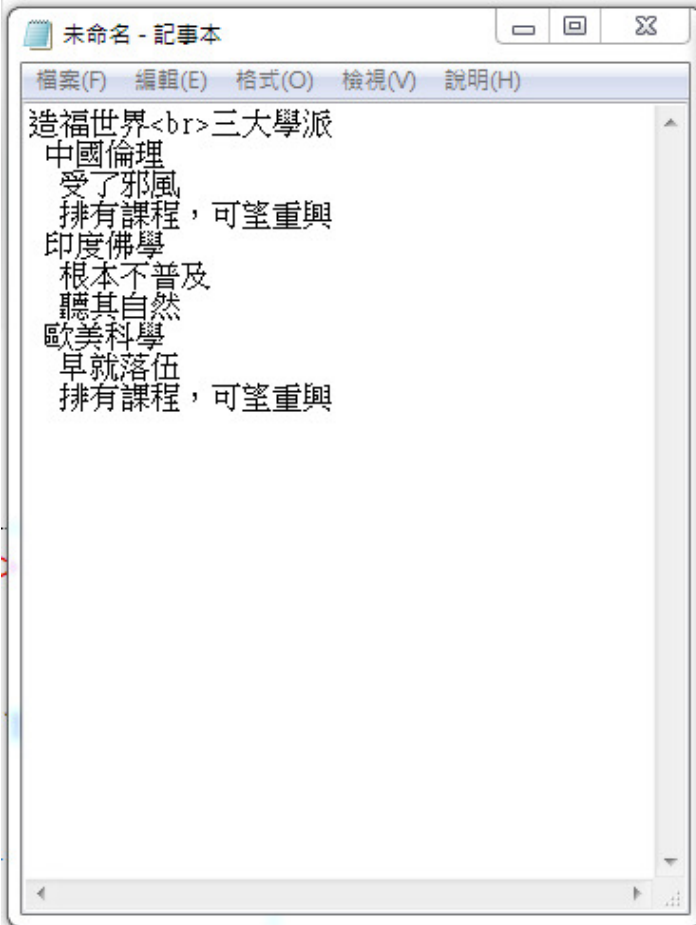 未命名 - 記事本
檔案(F) 編輯(E) 格式(O) 檢視(V) 說明(H)
造福世界<br>三大學派
中國倫理
受了邪風
排有課程，可望重興
印度佛學
根本不普及
聽其自然
歐美科學
早就落伍
排有課程，可望重興